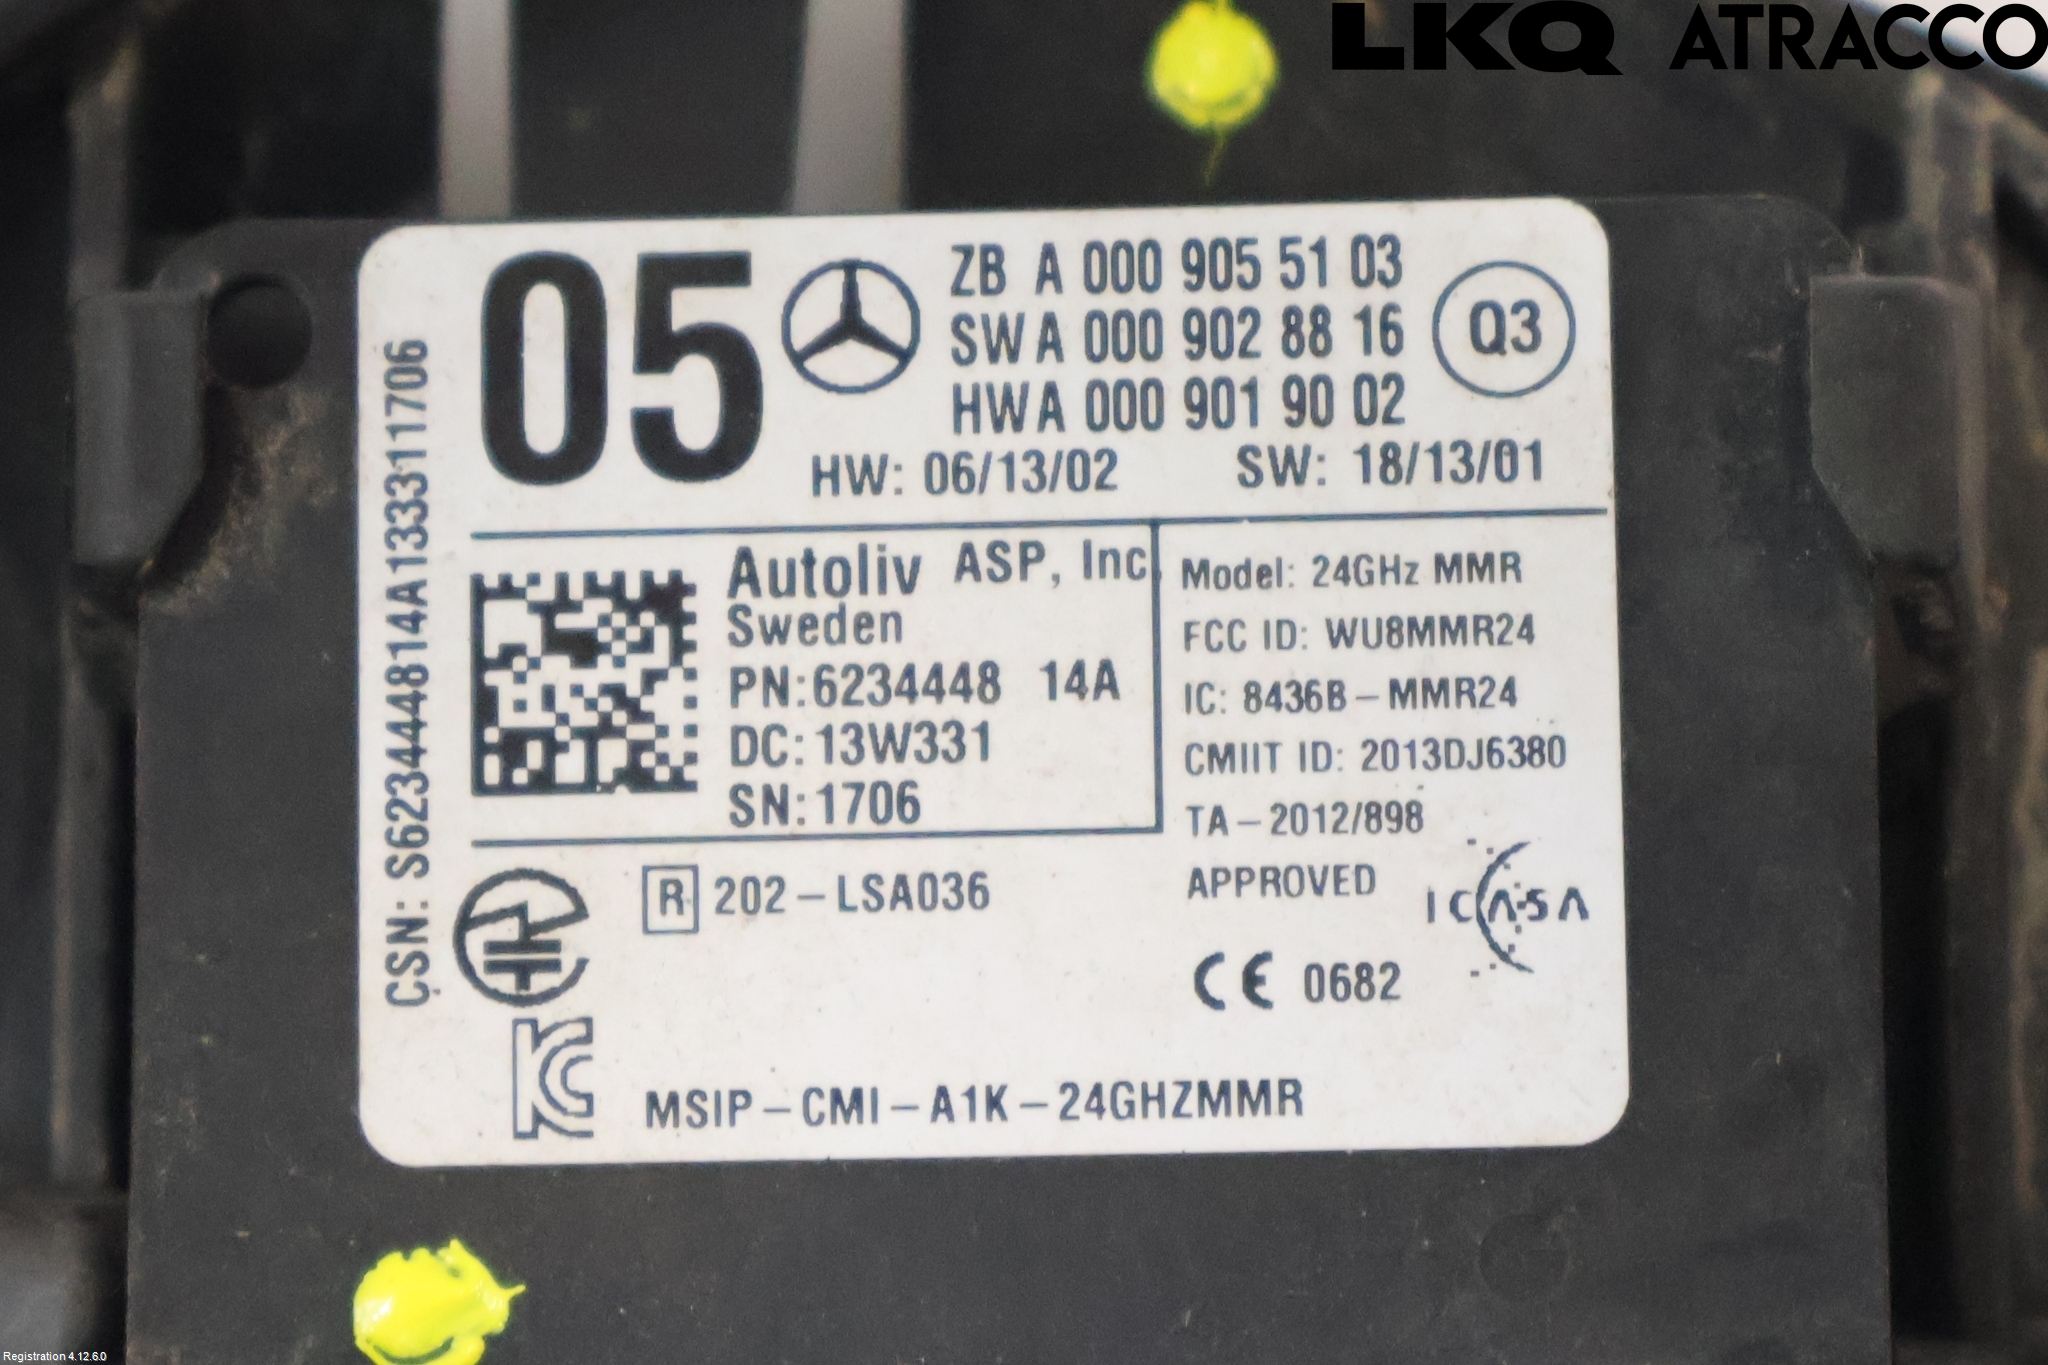 LKQ ATRACCO
05
ZB A 000 905 51 03
SW A 000 902 88 16
HW A 000 901 90 02
Q3
HW: 06/13/02 SW: 18/13/01
CSN: S623444814A133311706
Autoliv ASP, Inc.
Sweden
PN:6234448 14A
DC:13W331
SN:1706
Model: 24GHz MMR
FCC ID: WU8MMR24
IC: 8436B-MMR24
CMIIT ID: 2013DJ6380
TA-2012/898
APPROVED
ICASA
R 202-LSA036
CE 0682
KC
MSIP-CMI-A1K-24GHZMMR
Registration 4.12.6.0